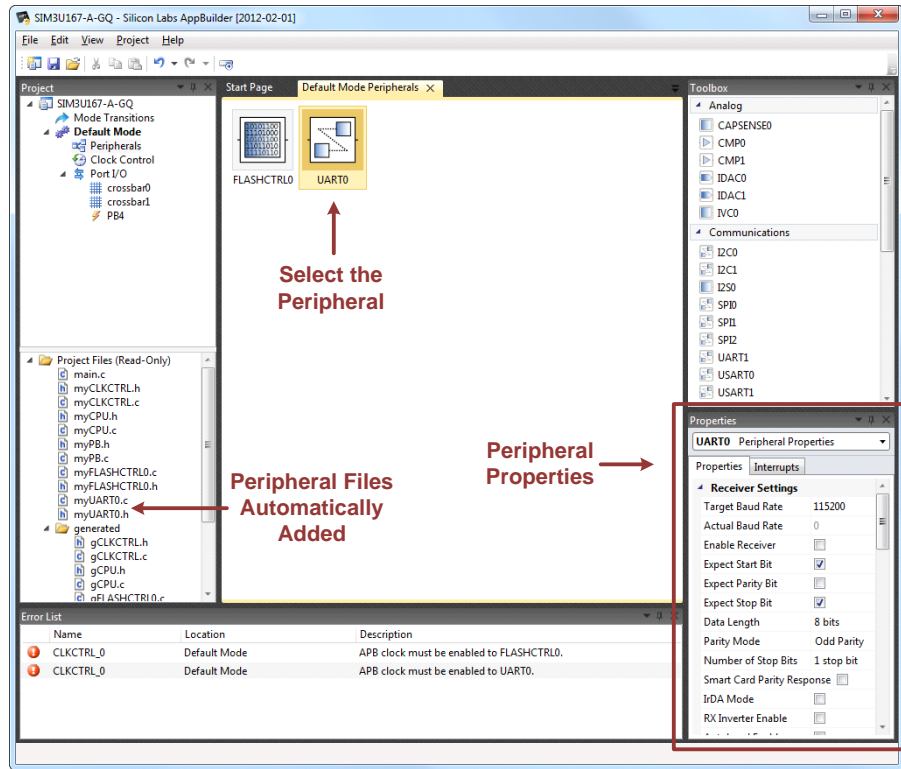 SIM3U167-A-GQ - Silicon Labs AppBuilder [2012-02-01]
File Edit View Project Help
Project
SIM3U167-A-GQ
Mode Transitions
Default Mode
Peripherals
Clock Control
Port I/O
crossbar0
crossbar1
PB4
Project Files (Read-Only)
main.c
myCLKCTRL.h
myCLKCTRL.c
myCPU.h
myCPU.c
myPB.h
myPB.c
myFLASHCTRL0.c
myFLASHCTRL0.h
myUART0.c
myUART0.h
generated
gCLKCTRL.h
gCLKCTRL.c
gCPU.h
gCPU.c
gFLASHCTRL0.c
Start Page Default Mode Peripherals
10101100
11101000
10001000
11011010
11110110
FLASHCTRL0 UART0
Select the
Peripheral
Peripheral Files
Automatically
Added
Peripheral
Properties
Toolbox
Analog
CAPSENSE0
CMP0
CMP1
IDAC0
IDAC1
IVC0
Communications
I2C0
I2C1
I2S0
SPI0
SPI1
SPI2
UART1
USART0
USART1
Properties
UART0 Peripheral Properties
Properties Interrupts
Receiver Settings
Target Baud Rate 115200
Actual Baud Rate 0
Enable Receiver
Expect Start Bit
Expect Parity Bit
Expect Stop Bit
Data Length 8 bits
Parity Mode Odd Parity
Number of Stop Bits 1 stop bit
Smart Card Parity Response
IrDA Mode
RX Inverter Enable
Error List
Name Location Description
CLKCTRL_0 Default Mode APB clock must be enabled to FLASHCTRL0.
CLKCTRL_0 Default Mode APB clock must be enabled to UART0.